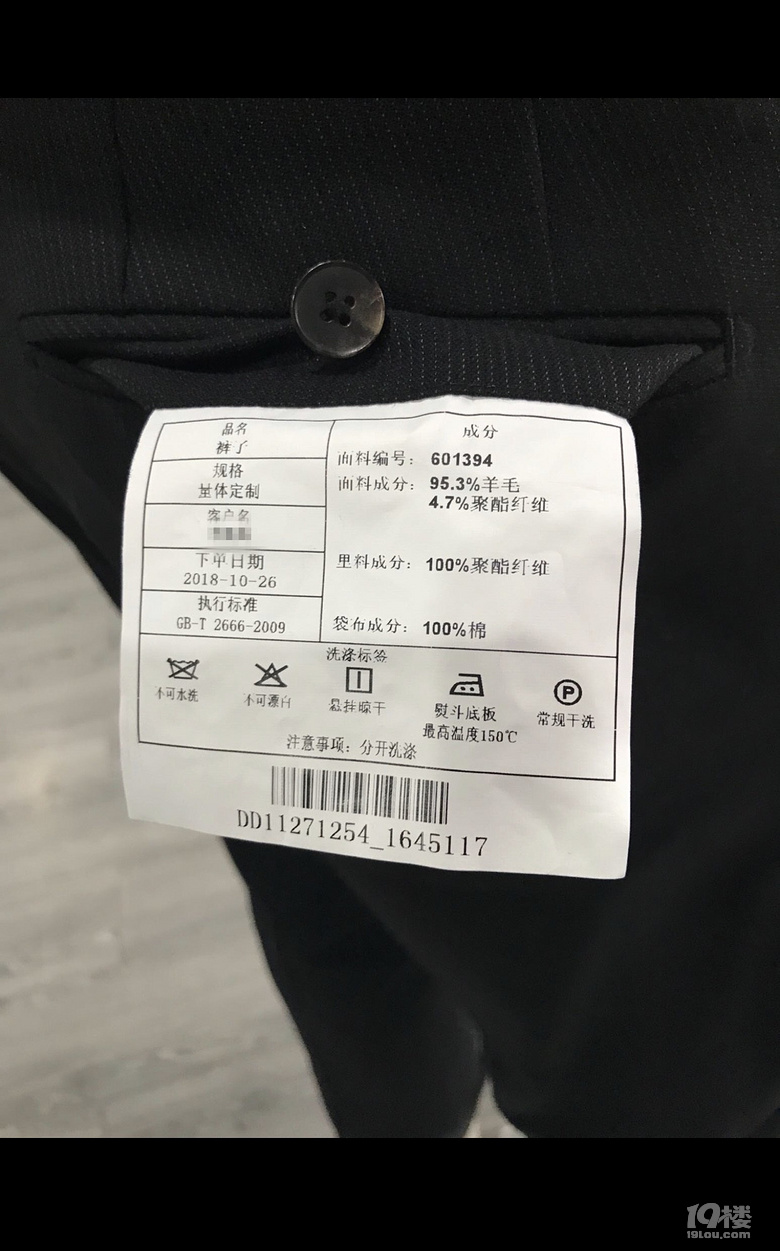 品名
裤子
规格
量体定制
客户名
下单日期
2018-10-26
执行标准
GB-T 2666-2009
成分
面料编号： 601394
面料成分： 95.3%羊毛
4.7%聚酯纤维
里料成分： 100%聚酯纤维
袋布成分： 100%棉
洗涤标签
不可水洗
不可漂白
悬挂晾干
熨斗底板
最高温度150℃
P
常规干洗
注意事项：分开洗涤
DD11271254_1645117
19楼
19lou.com